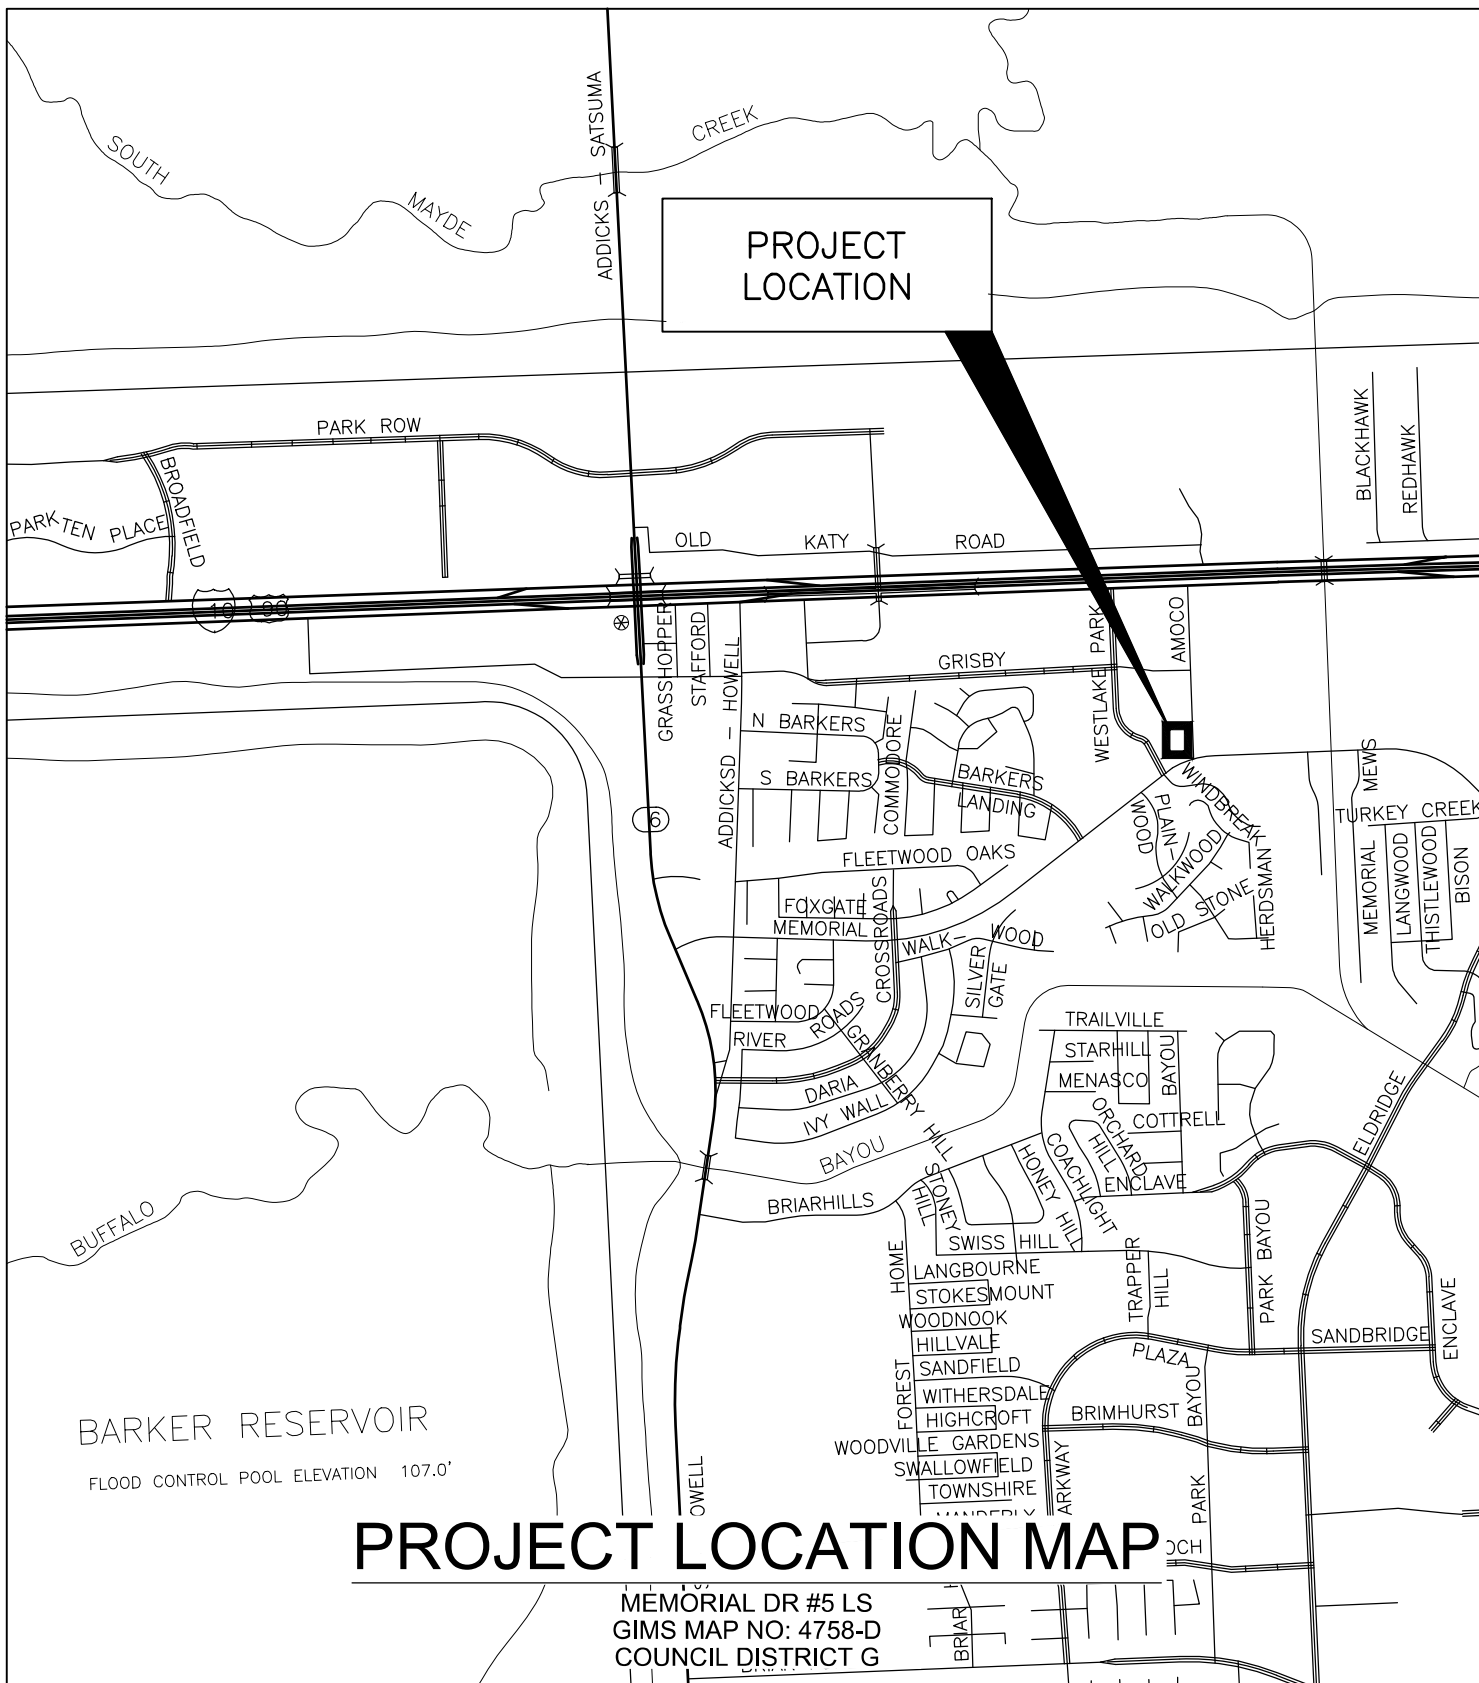 SOUTH
MAYDE
CREEK
ADDICKS – SATSUMA
PROJECT
LOCATION
PARK ROW
BROADFIELD
PARK TEN PLACE
OLD KATY ROAD
BLACKHAWK
REDHAWK
10
90
GRASSHOPPER
STAFFORD
ADDICKSD – HOWELL
GRISBY
WESTLAKE PARK
AMOCO
N BARKERS
S BARKERS
COMMODORE
BARKERS
LANDING
6
WINDBREAK
PLAIN-
WOOD
WALKWOOD
OLD STONE
HERDSMAN
MEWS
TURKEY CREEK
MEMORIAL
LANGWOOD
THISTLEWOOD
BISON
FLEETWOOD OAKS
FOXGATE
MEMORIAL
CROSSROADS
WALK-WOOD
SILVER
GATE
FLEETWOOD
RIVER ROADS
GRANBERRY HILL
DARIA
IVY WALL
BAYOU
TRAILVILLE
STARHILL
MENASCO
BAYOU
COTTRELL
ORCHARD
HILL
COACHLIGHT
HONEY HILL
ENCLAVE
ELDRIDGE
BRIARHILLS
STONEY
HILL
SWISS HILL
BUFFALO
HOME
FOREST
LANGBOURNE
STOKESMOUNT
WOODNOOK
HILLVALE
SANDFIELD
WITHERSDALE
HIGHCROFT
WOODVILLE GARDENS
SWALLOWFIELD
TOWNSHIRE
TRAPPER
HILL
PARK BAYOU
ENCLAVE
SANDBRIDGE
PLAZA
BRIMHURST
BAYOU
PARK
ARKWAY
OWELL
OCH
BARKER RESERVOIR
FLOOD CONTROL POOL ELEVATION 107.0'
PROJECT LOCATION MAP
MEMORIAL DR #5 LS
GIMS MAP NO: 4758-D
COUNCIL DISTRICT G
BRIAR